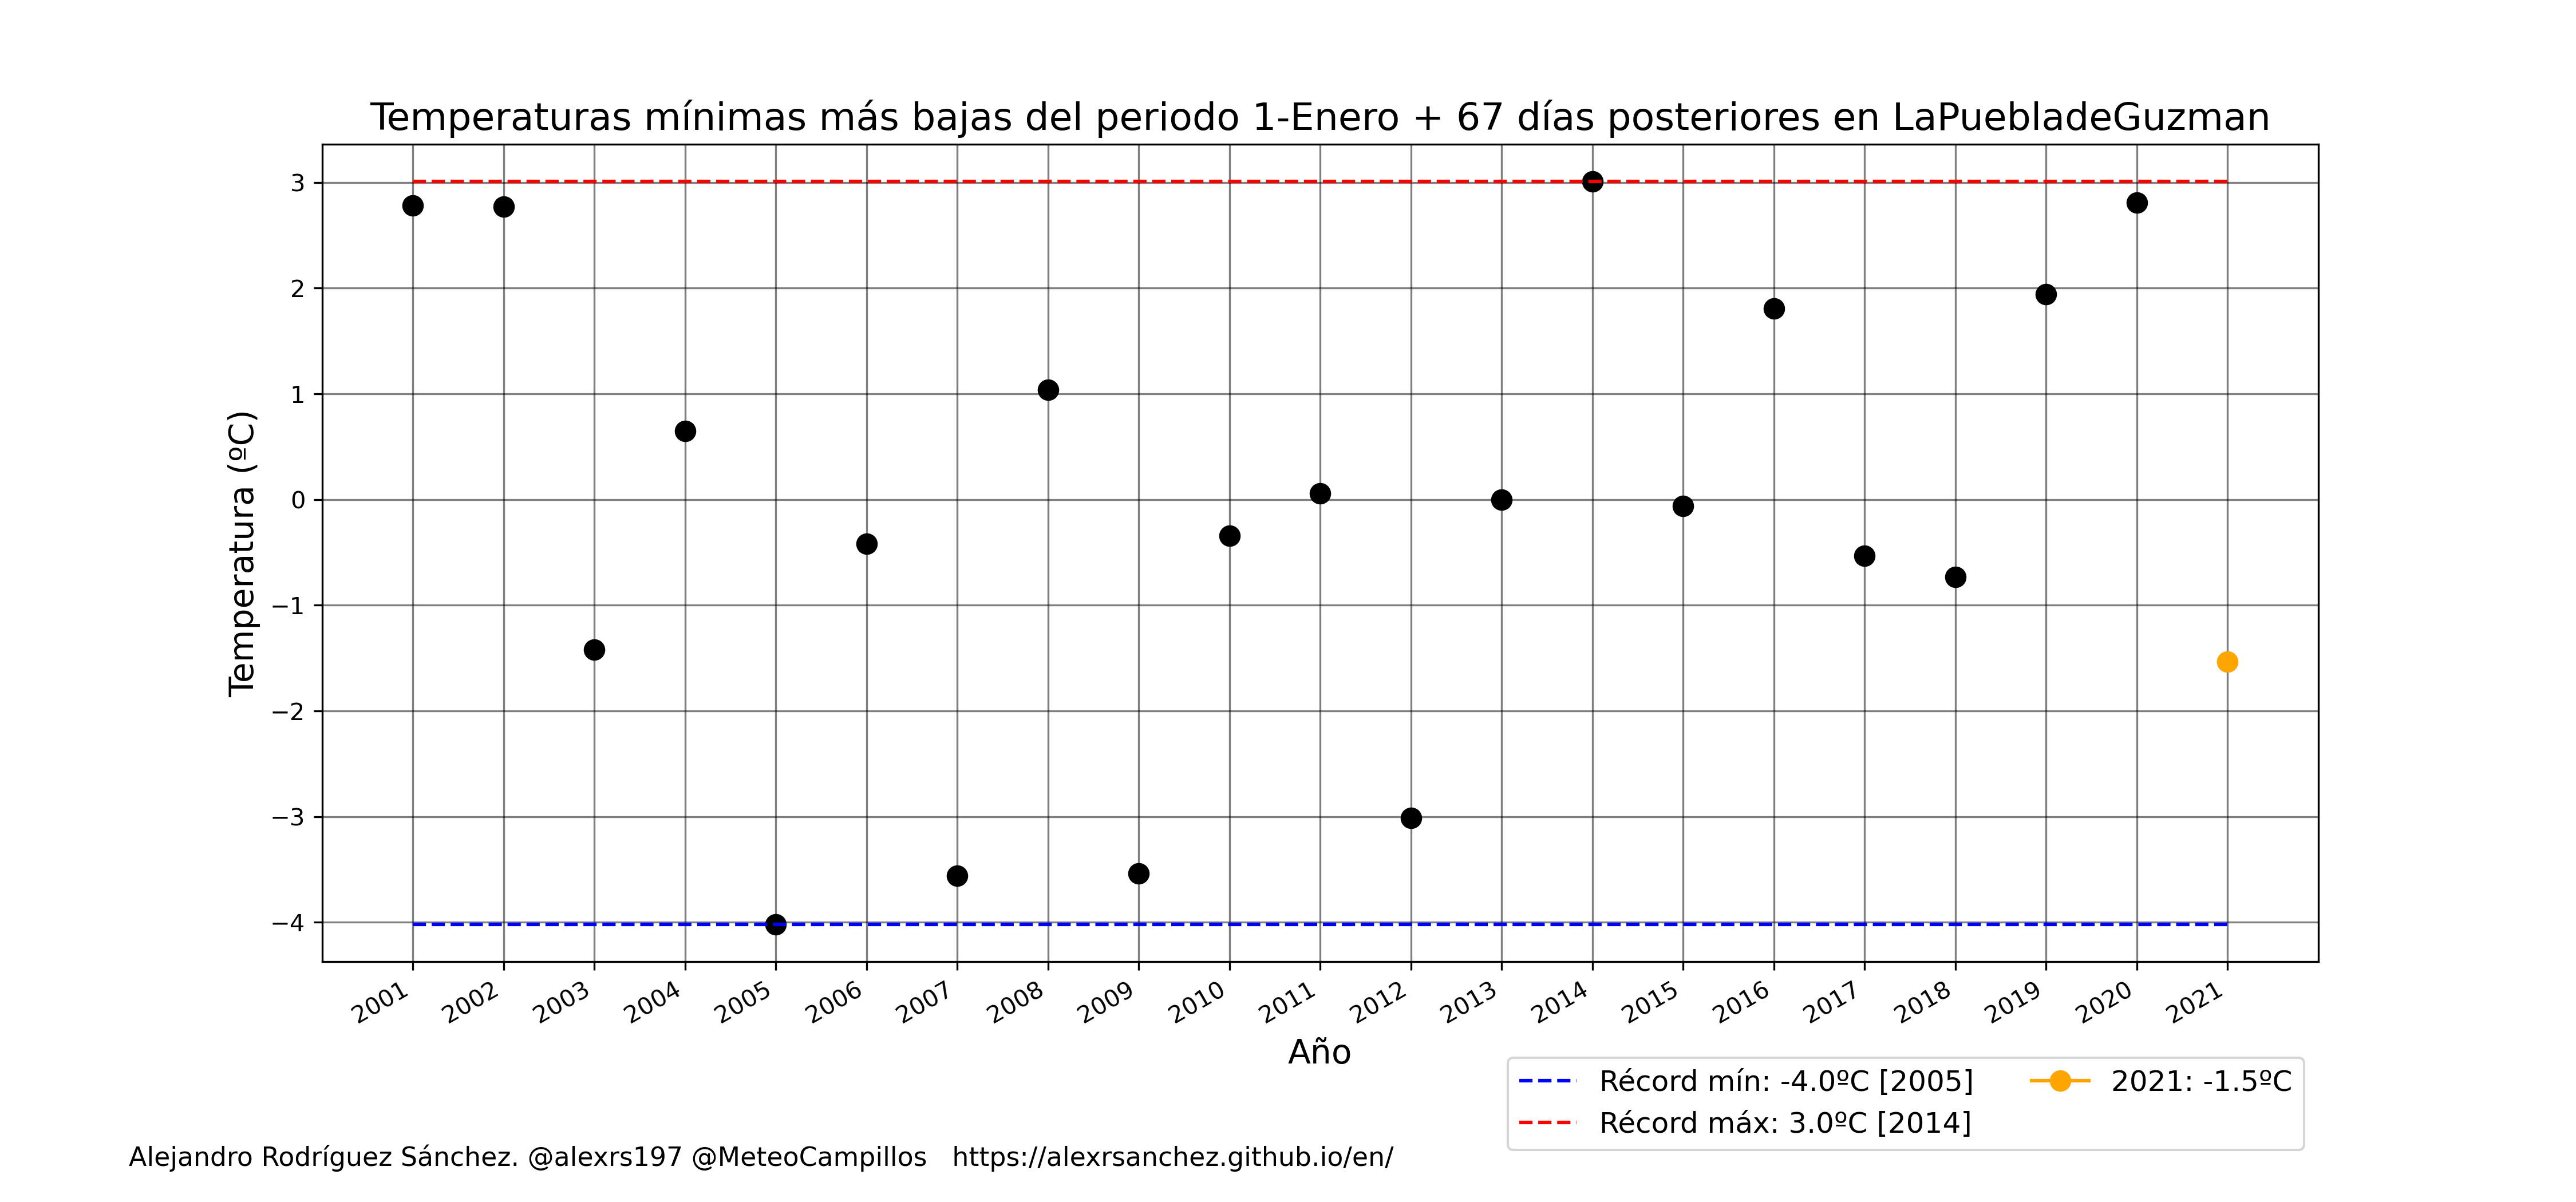 Temperaturas mínimas más bajas del periodo 1-Enero + 67 días posteriores en LaPuebladeGuzman
Temperatura (ºC)
3
2
1
0
−1
−2
−3
−4
2001 2002 2003 2004 2005 2006 2007 2008 2009 2010 2011 2012 2013 2014 2015 2016 2017 2018 2019 2020 2021
Año
Récord mín: -4.0ºC [2005]
Récord máx: 3.0ºC [2014]
2021: -1.5ºC
Alejandro Rodríguez Sánchez. @alexrs197 @MeteoCampillos https://alexrsanchez.github.io/en/